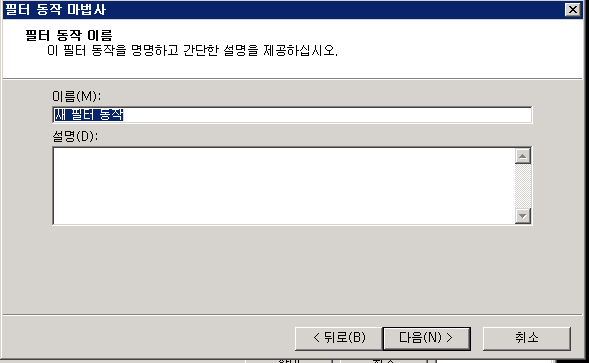 필터 동작 마법사
필터 동작 이름
이 필터 동작을 명명하고 간단한 설명을 제공하십시오.
이름(M):
새 필터 동작
설명(D):
< 뒤로(B)
다음(N) >
취소